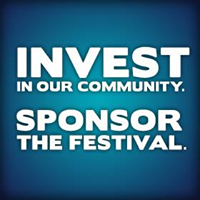 INVEST
IN OUR COMMUNITY.
SPONSOR
THE FESTIVAL.